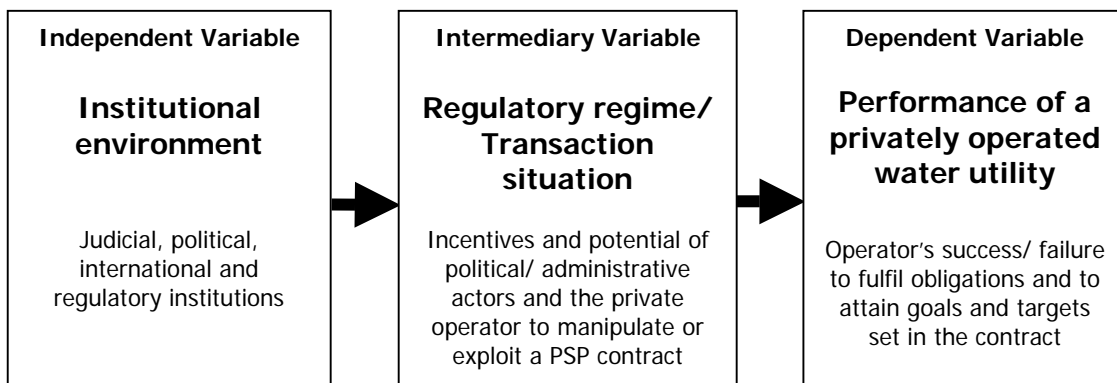 Independent Variable
Institutional
environment
Judicial, political,
international and
regulatory institutions
Intermediary Variable
Regulatory regime/
Transaction
situation
Incentives and potential of
political/ administrative
actors and the private
operator to manipulate or
exploit a PSP contract
Dependent Variable
Performance of a
privately operated
water utility
Operator's success/ failure
to fulfil obligations and to
attain goals and targets
set in the contract